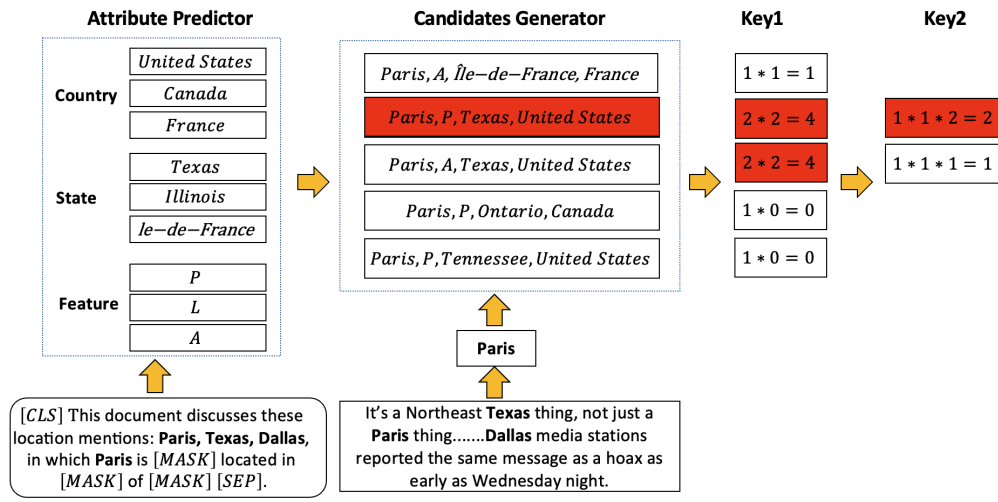 Attribute Predictor
Candidates Generator
Key1
Key2
Country
United States
Canada
France
State
Texas
Illinois
le−de−France
Feature
P
L
A
Paris, A, Île−de−France, France
Paris, P, Texas, United States
Paris, A, Texas, United States
Paris, P, Ontario, Canada
Paris, P, Tennessee, United States
1 ∗ 1 = 1
2 ∗ 2 = 4
2 ∗ 2 = 4
1 ∗ 0 = 0
1 ∗ 0 = 0
1 ∗ 1 ∗ 2 = 2
1 ∗ 1 ∗ 1 = 1
Paris
[CLS] This document discusses these
location mentions: Paris, Texas, Dallas,
in which Paris is [MASK] located in
[MASK] of [MASK] [SEP].
It's a Northeast Texas thing, not just a
Paris thing.......Dallas media stations
reported the same message as a hoax as
early as Wednesday night.